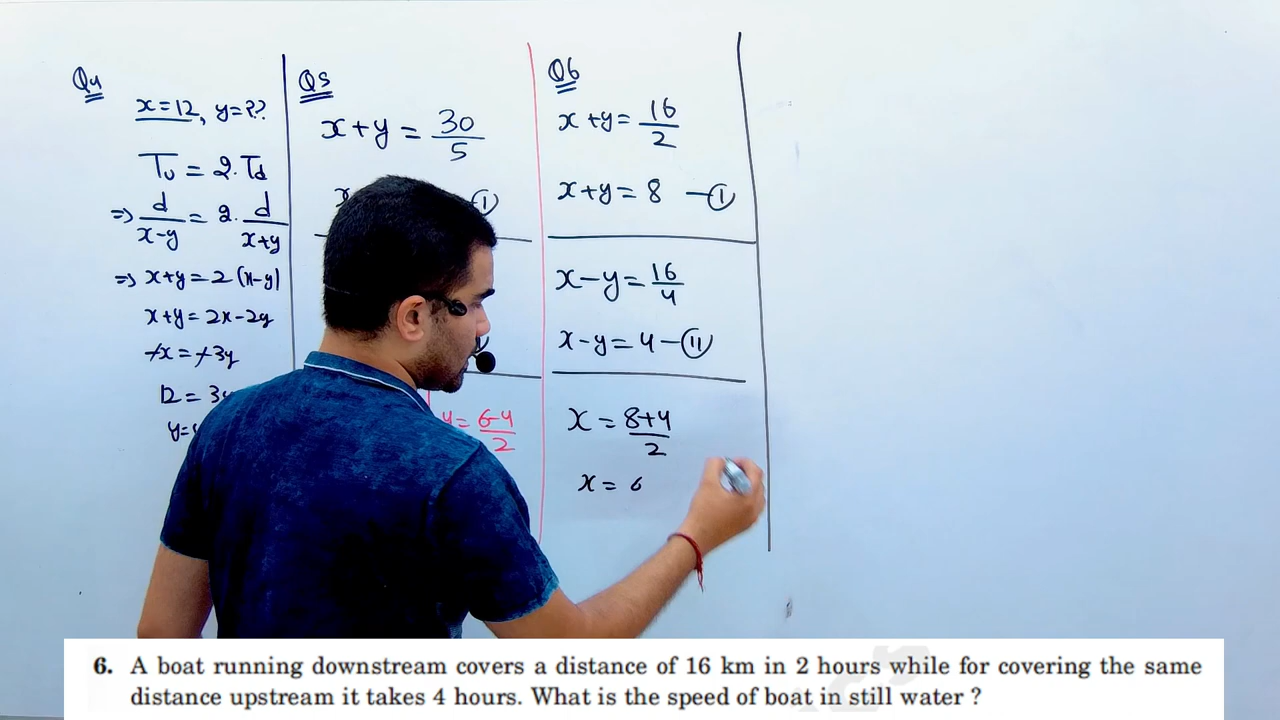 Q4
x=12, y=??
Tu = 2.Td
=> d/x-y = 2. d/x+y
=> x+y=2(x-y)
x+y=2x-2y
-x=-3y
12=3
y=
Q5
x+y = 30/5
x
I
y= 6-4/2
Q6
x+y= 16/2
x+y= 8 -I
x-y= 16/4
x-y= 4-II
x = 8+4/2
x= 6
6. A boat running downstream covers a distance of 16 km in 2 hours while for covering the same
distance upstream it takes 4 hours. What is the speed of boat in still water ?